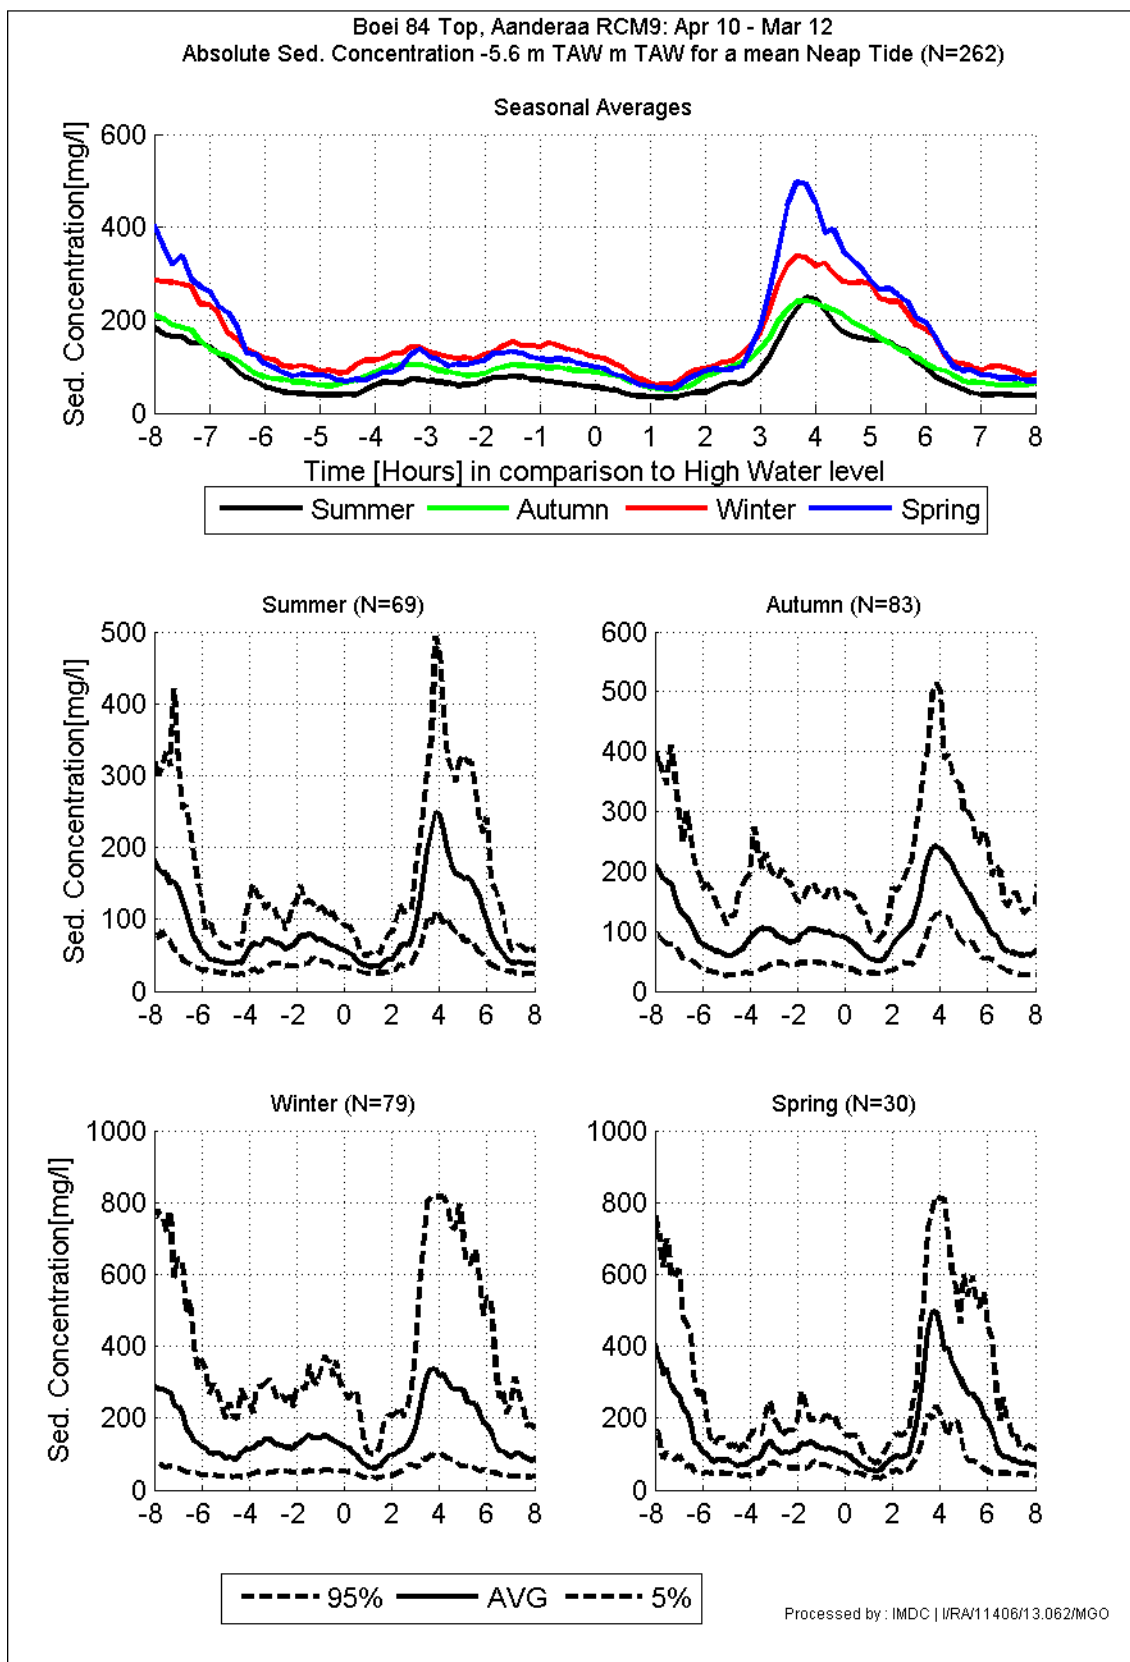 Boei 84 Top, Aanderaa RCM9: Apr 10 - Mar 12
Absolute Sed. Concentration -5.6 m TAW m TAW for a mean Neap Tide (N=262)
Seasonal Averages
Sed. Concentration[mg/l]
600
400
200
0
-8 -7 -6 -5 -4 -3 -2 -1 0 1 2 3 4 5 6 7 8
Time [Hours] in comparison to High Water level
Summer Autumn Winter Spring
Summer (N=69)
Sed. Concentration[mg/l]
500
400
300
200
100
0
-8 -6 -4 -2 0 2 4 6 8
Autumn (N=83)
600
500
400
300
200
100
0
-8 -6 -4 -2 0 2 4 6 8
Winter (N=79)
Sed. Concentration[mg/l]
1000
800
600
400
200
0
-8 -6 -4 -2 0 2 4 6 8
Spring (N=30)
1000
800
600
400
200
0
-8 -6 -4 -2 0 2 4 6 8
95% AVG 5%
Processed by : IMDC | I/RA/11406/13.062/MGO